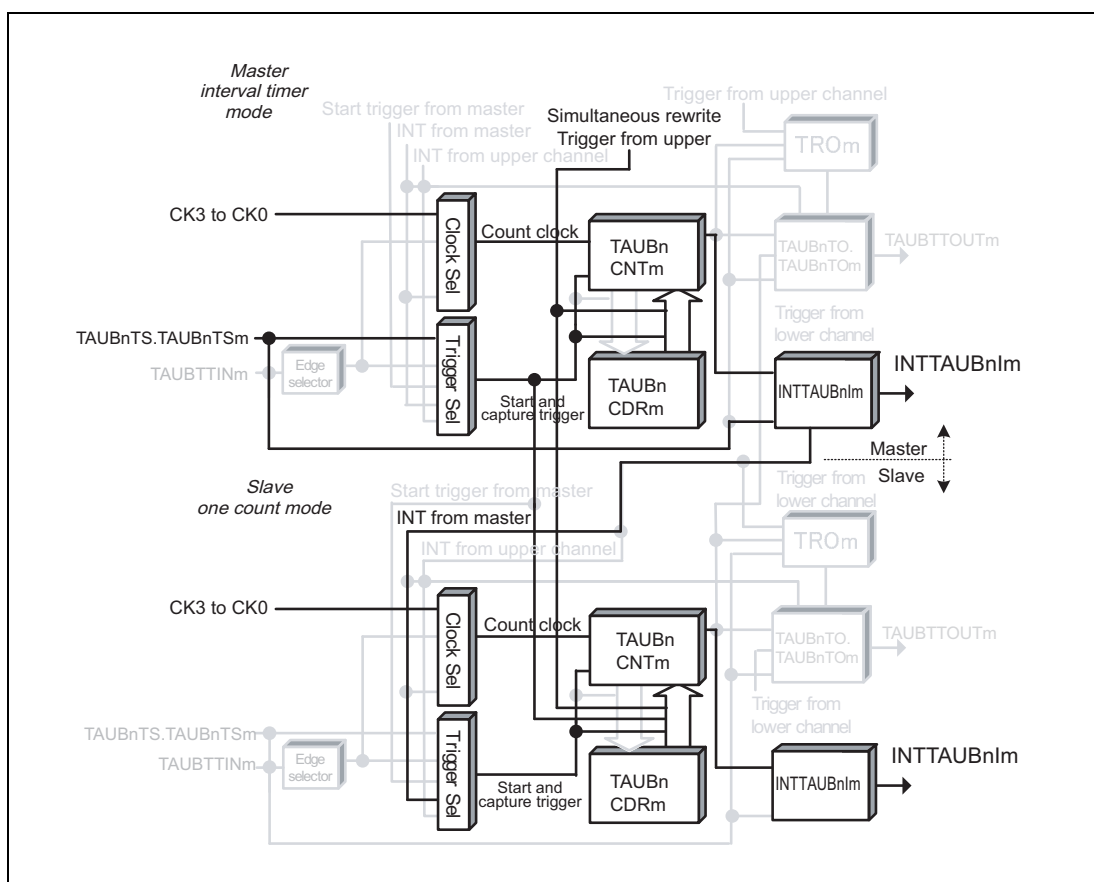 Master
interval timer
mode
Start trigger from master
INT from master
INT from upper channel
Simultaneous rewrite
Trigger from upper
Trigger from upper channel
TROm
CK3 to CK0
Clock Sel
Count clock
TAUBn
CNTm
TAUBnTO.
TAUBnTOm
TAUBTTOUTm
Trigger from
lower channel
TAUBnTS.TAUBnTSm
TAUBTTINm
Edge
selector
Trigger Sel
Start and
capture trigger
TAUBn
CDRm
INTTAUBnIm
INTTAUBnIm
Master
Slave
Slave
one count mode
Start trigger from master
INT from master
INT from upper channel
Trigger from
lower channel
TROm
CK3 to CK0
Clock Sel
Count clock
TAUBn
CNTm
TAUBnTO.
TAUBnTOm
TAUBTTOUTm
Trigger from
lower channel
TAUBnTS.TAUBnTSm
TAUBTTINm
Edge
selector
Trigger Sel
Start and
capture trigger
TAUBn
CDRm
INTTAUBnIm
INTTAUBnIm